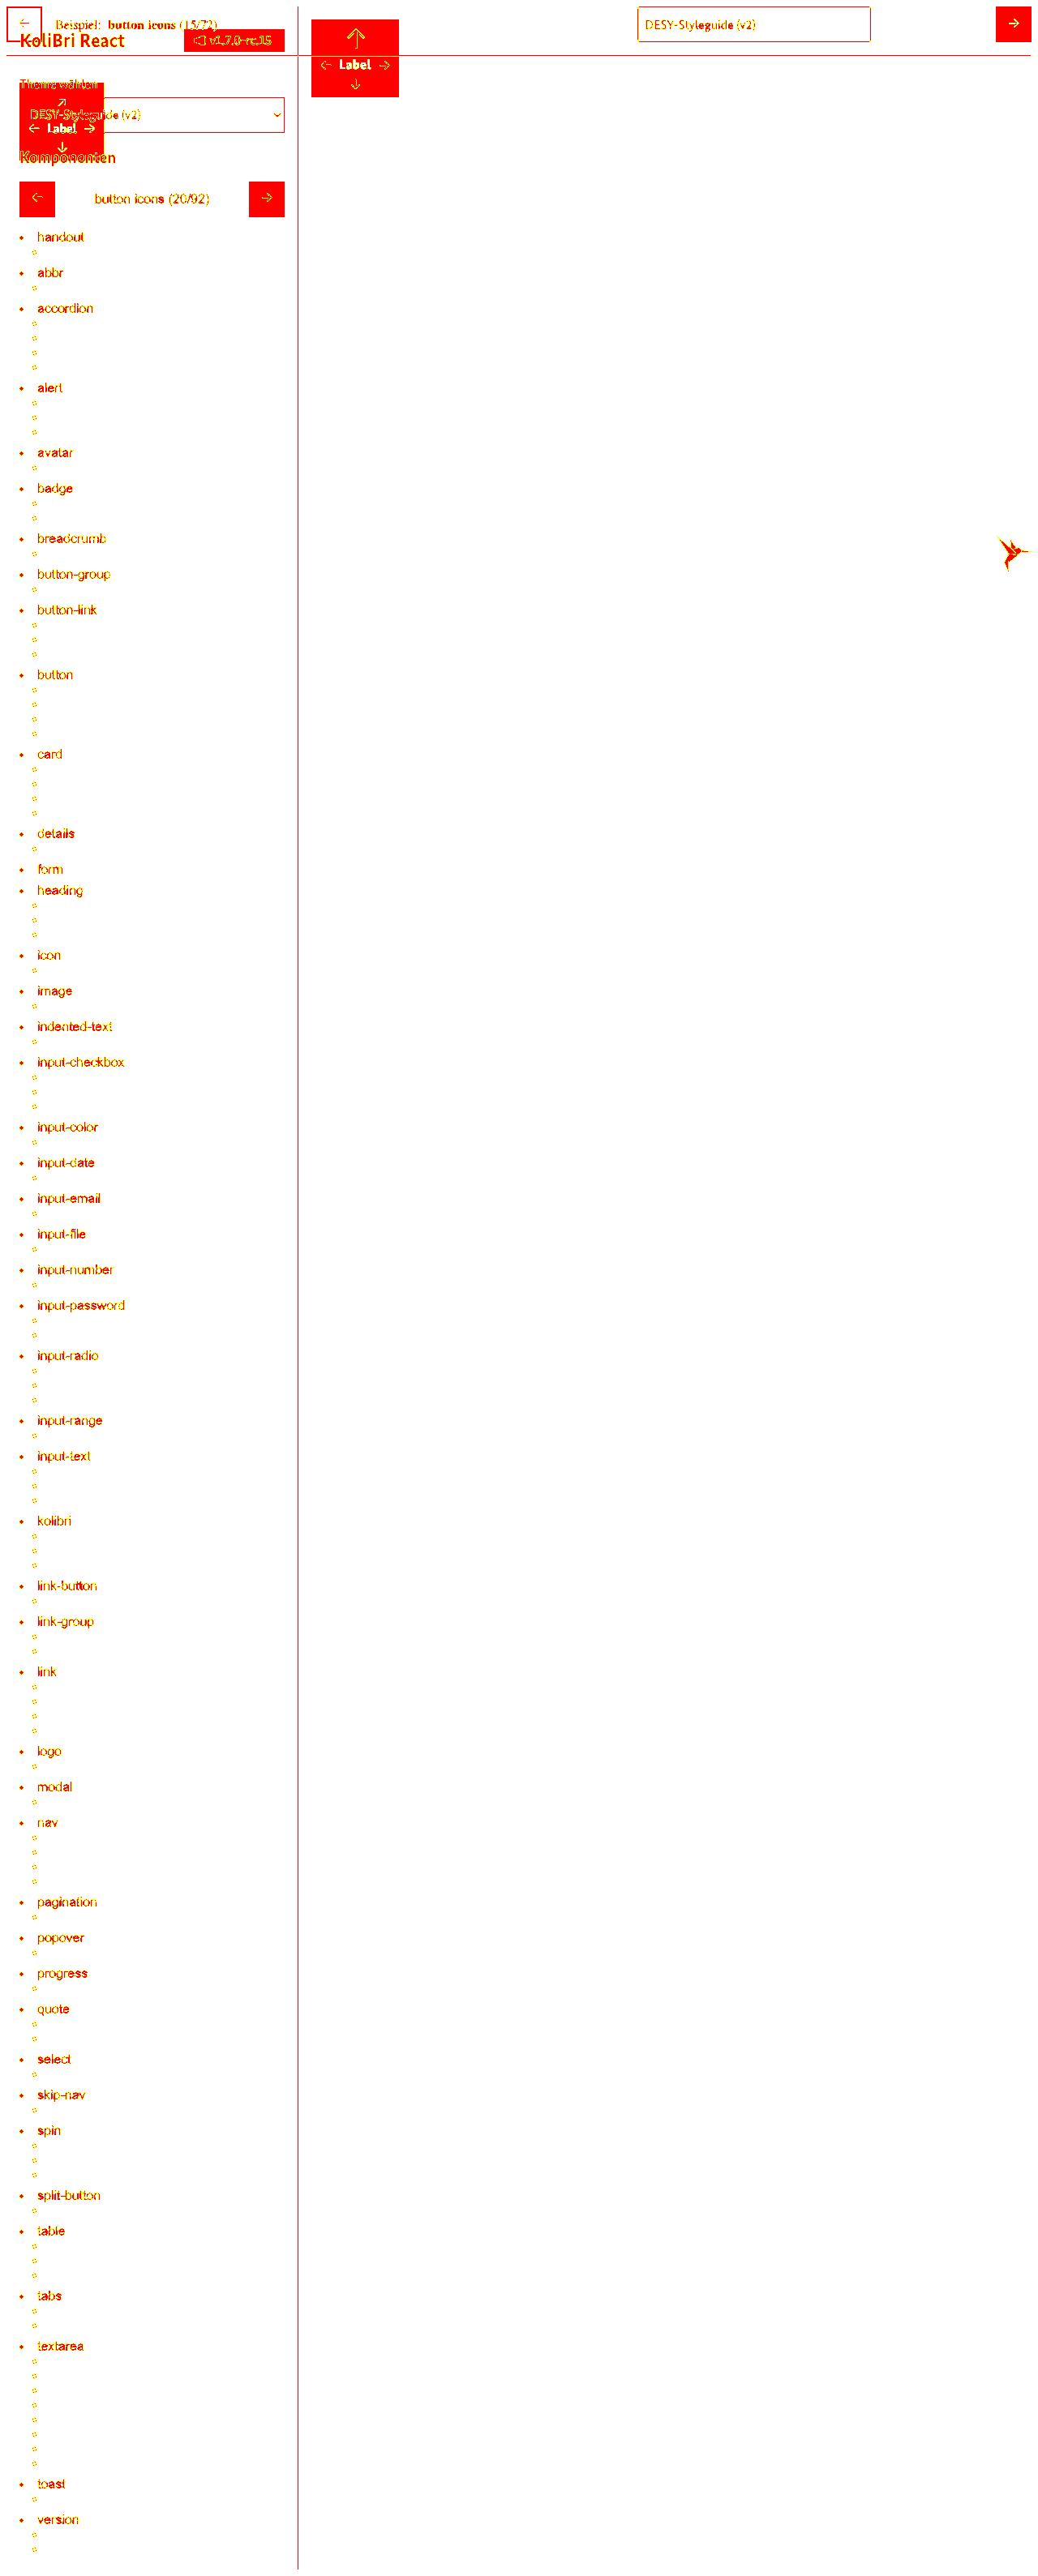 Beispiel: button icons (15/72)
DESY-Styleguide (v2)
KoliBri React
v1.7.0-rc.15
Label
Theme wählen
DESY-Styleguide (v2)
Label
Komponenten
button icons (20/92)
handout
abbr
accordion
alert
avatar
badge
breadcrumb
button-group
button-link
button
card
details
form
heading
icon
image
indented-text
input-checkbox
input-color
input-date
input-email
input-file
input-number
input-password
input-radio
input-range
input-text
kolibri
link-button
link-group
link
logo
modal
nav
pagination
popover
progress
quote
select
skip-nav
spin
split-button
table
tabs
textarea
toast
version